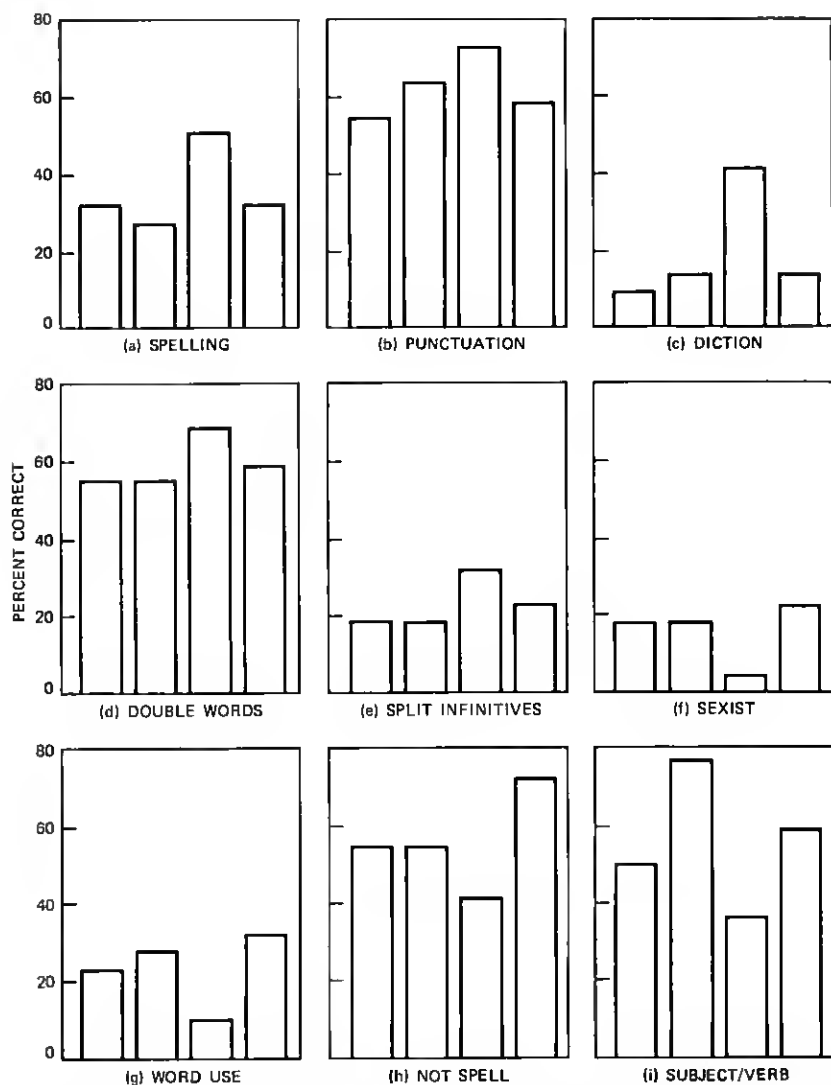 80
60
40
20
0
(a) SPELLING
(b) PUNCTUATION
(c) DICTION
PERCENT CORRECT
80
60
40
20
0
(d) DOUBLE WORDS
(e) SPLIT INFINITIVES
(f) SEXIST
80
60
40
20
0
(g) WORD USE
(h) NOT SPELL
(i) SUBJECT/VERB